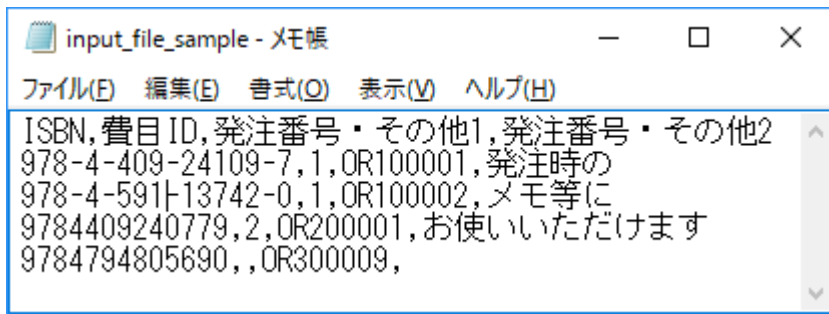 input_file_sample - メモ帳
ファイル(F) 編集(E) 書式(O) 表示(V) ヘルプ(H)
ISBN,費目ID,発注番号・その他1,発注番号・その他2
978-4-409-24109-7,1,OR100001,発注時の
978-4-591-13742-0,1,OR100002,メモ等に
9784409240779,2,OR200001,お使いいただけます
9784794805690,,OR300009,